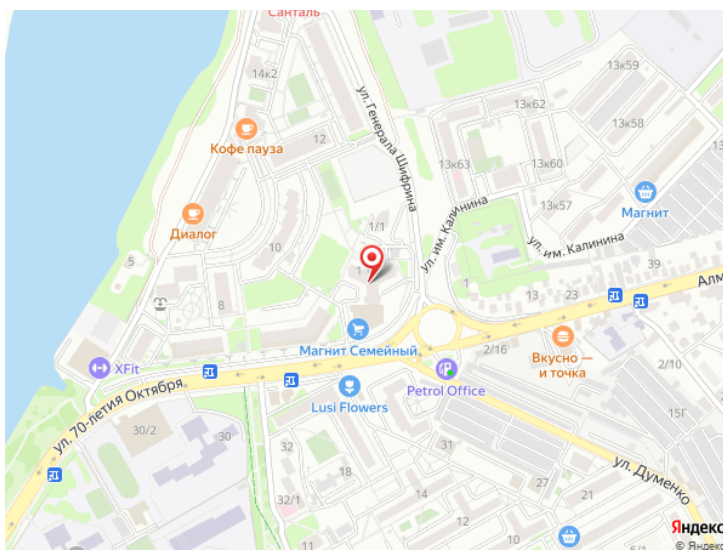 Санталь
14к2
ул. Генерала Шифрина
13к59
13к62
13к58
12
Кофе пауза
13к63
13к60
13к57
Магнит
ул. им. Калинина
ул. им. Калинина
1/1
Диалог
10
5
1
1
39
23
13
8
Магнит Семейный
2/16
Вкусно —
и точка
2/10
XFit
Petrol Office
Lusi Flowers
ул. 70-летия Октября
15Г
30/2
30
32
31
18
ул. Думенко
32/1
27
21
11
14
Яндекс